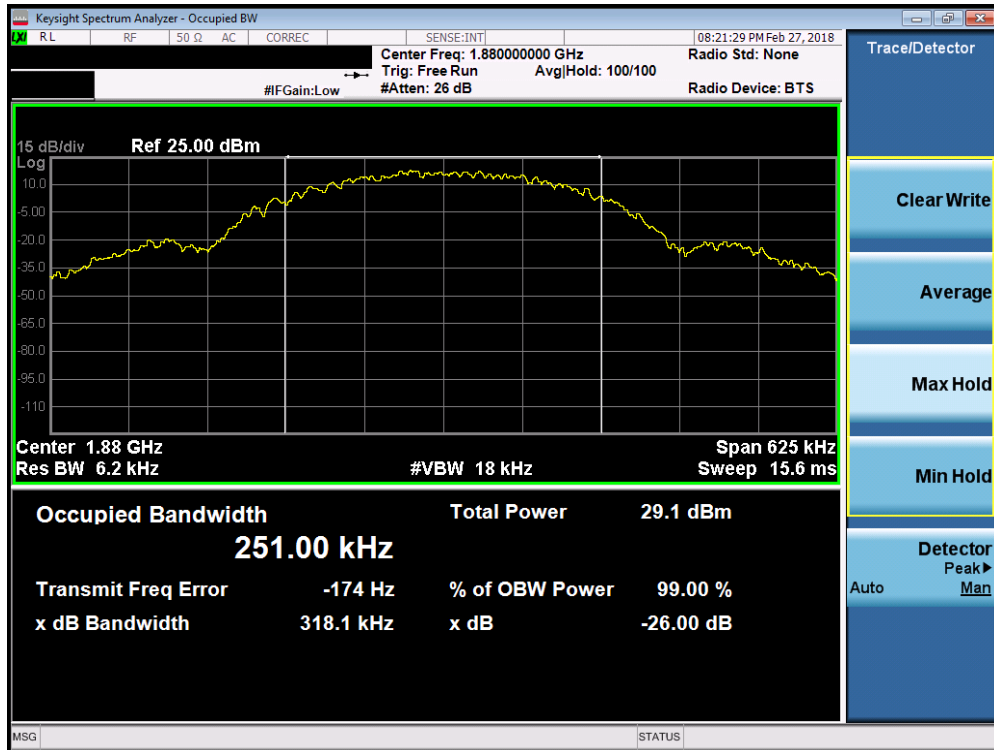 Keysight Spectrum Analyzer - Occupied BW
LXI RL RF 50 Ω AC CORREC SENSE:INT 08:21:29 PM Feb 27, 2018
Center Freq: 1.880000000 GHz Radio Std: None
Trig: Free Run Avg|Hold: 100/100
#IFGain:Low #Atten: 26 dB Radio Device: BTS
15 dB/div Ref 25.00 dBm
Log
10.0
-5.00
-20.0
-35.0
-50.0
-65.0
-80.0
-95.0
-110
Center 1.88 GHz Span 625 kHz
Res BW 6.2 kHz #VBW 18 kHz Sweep 15.6 ms
Occupied Bandwidth Total Power 29.1 dBm
251.00 kHz
Transmit Freq Error -174 Hz % of OBW Power 99.00 %
x dB Bandwidth 318.1 kHz x dB -26.00 dB
Trace/Detector
Clear Write
Average
Max Hold
Min Hold
Detector
Peak▶
Auto Man
MSG STATUS